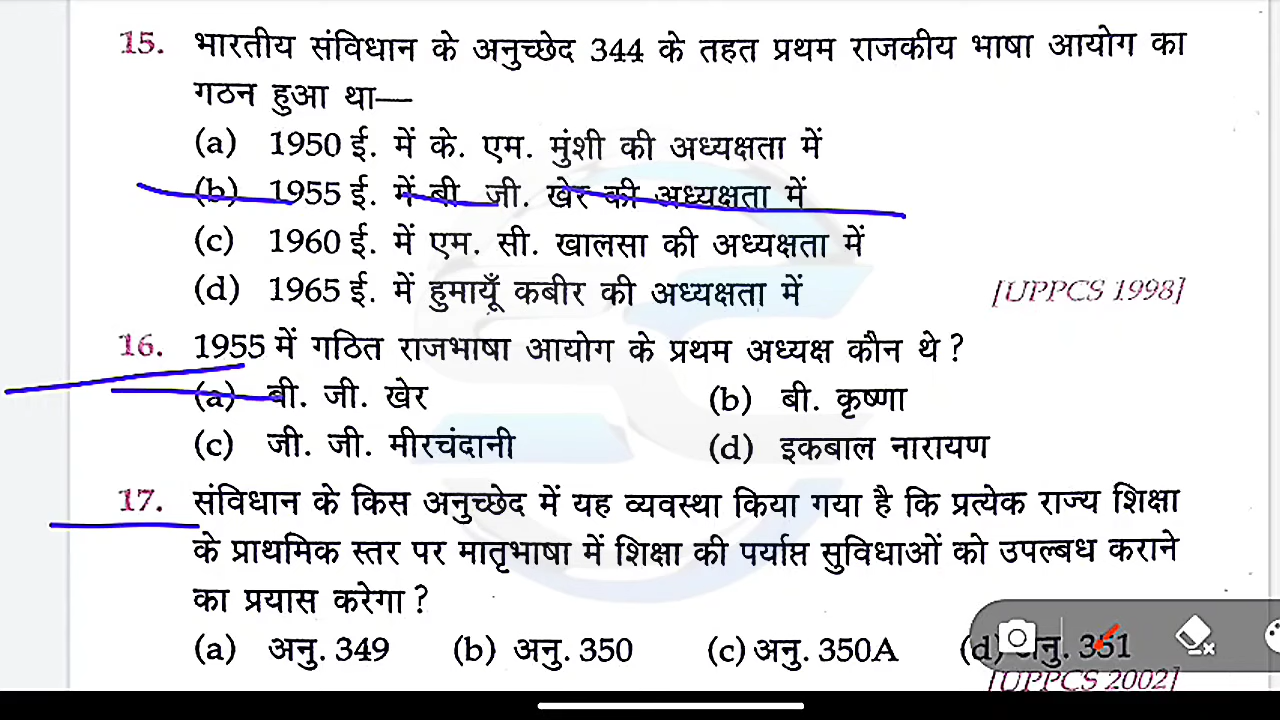 15. भारतीय संविधान के अनुच्छेद 344 के तहत प्रथम राजकीय भाषा आयोग का
गठन हुआ था—
(a) 1950 ई. में के. एम. मुंशी की अध्यक्षता में
(b) 1955 ई. में बी. जी. खेर की अध्यक्षता में
(c) 1960 ई. में एम. सी. खालसा की अध्यक्षता में
(d) 1965 ई. में हुमायूँ कबीर की अध्यक्षता में [UPPCS 1998]
16. 1955 में गठित राजभाषा आयोग के प्रथम अध्यक्ष कौन थे ?
(a) बी. जी. खेर (b) बी. कृष्णा
(c) जी. जी. मीरचंदानी (d) इकबाल नारायण
17. संविधान के किस अनुच्छेद में यह व्यवस्था किया गया है कि प्रत्येक राज्य शिक्षा
के प्राथमिक स्तर पर मातृभाषा में शिक्षा की पर्याप्त सुविधाओं को उपल्बध कराने
का प्रयास करेगा ?
(a) अनु. 349 (b) अनु. 350 (c) अनु. 350A (d) अनु. 351
[UPPCS 2002]